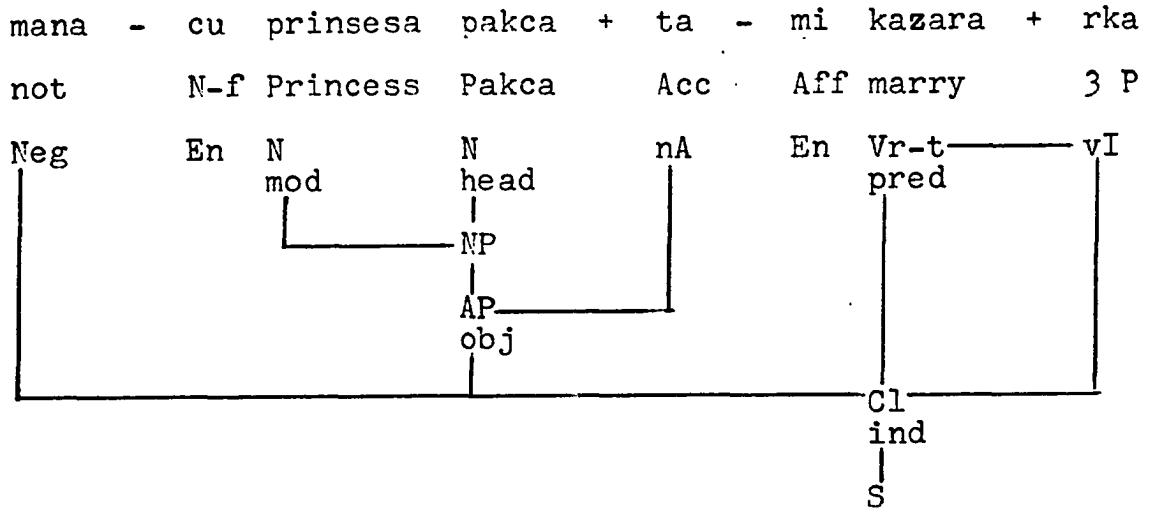 mana - cu prinsesa pakca + ta - mi kazara + rka
not N-f Princess Pakca Acc Aff marry 3 P
Neg En N N nA En Vr-t vI
mod head pred
NP
AP
obj
Cl
ind
S